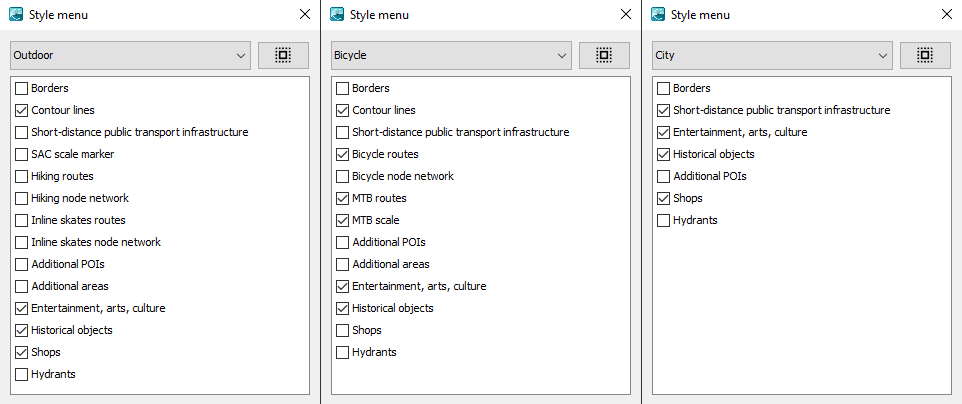 Style menu
Outdoor
Borders
Contour lines
Short-distance public transport infrastructure
SAC scale marker
Hiking routes
Hiking node network
Inline skates routes
Inline skates node network
Additional POIs
Additional areas
Entertainment, arts, culture
Historical objects
Shops
Hydrants
Style menu
Bicycle
Borders
Contour lines
Short-distance public transport infrastructure
Bicycle routes
Bicycle node network
MTB routes
MTB scale
Additional POIs
Additional areas
Entertainment, arts, culture
Historical objects
Shops
Hydrants
Style menu
City
Borders
Short-distance public transport infrastructure
Entertainment, arts, culture
Historical objects
Additional POIs
Shops
Hydrants